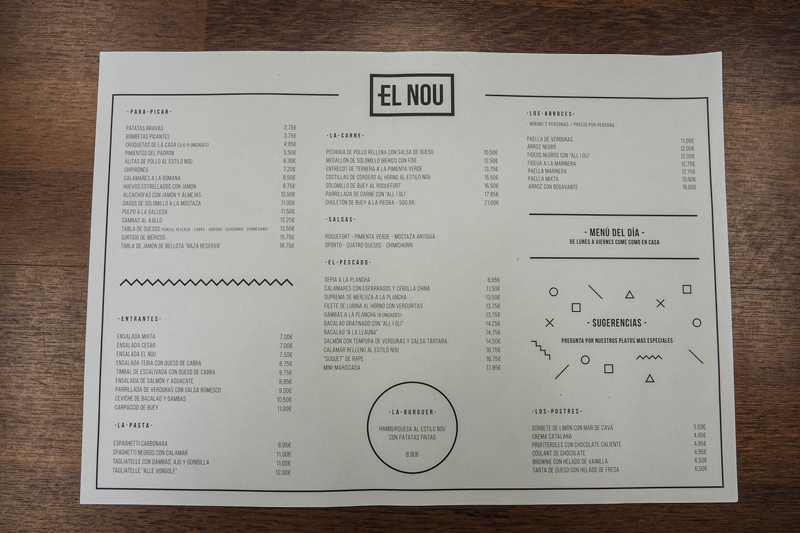 EL NOU
-PARA·PICAR-
PATATAS BRAVAS 2,75€
BOMBETAS PICANTES 3,75€
CROQUETAS DE LA CASA 4,95€
PIMIENTOS DEL PADRÓN 5,50€
ALITAS DE POLLO AL ESTILO NOU 6,30€
CHIPIRONES 7,20€
CALAMARES A LA ROMANA 8,50€
HUEVOS ESTRELLADOS CON JAMÓN 8,75€
ALCACHOFAS CON JAMÓN Y ALMEJAS 10,50€
DADOS DE SOLOMILLO A LA MOSTAZA 11,00€
PULPO A LA GALLEGA 11,50€
GAMBAS AL AJILLO 12,25€
TABLA DE QUESOS 13,50€
SURTIDO DE IBÉRICOS 15,75€
TABLA DE JAMÓN DE BELLOTA "RAZA RESERVA" 18,75€
-ENTRANTES-
ENSALADA MIXTA 7,00€
ENSALADA CESAR 7,00€
ENSALADA EL NOU 7,50€
ENSALADA TEBIA CON QUESO DE CABRA 8,75€
TIMBAL DE ESCALIVADA CON QUESO DE CABRA 8,75€
ENSALADA DE SALMÓN Y AGUACATE 8,95€
PARRILLADA DE VERDURAS CON SALSA ROMESCO 9,00€
CEVICHE DE BACALAO Y GAMBAS 10,50€
CARPACCIO DE BUEY 11,00€
-LA·PASTA-
ESPAGHETTI CARBONARA 8,95€
SPAGHETTI NEGROS CON CALAMAR 11,00€
TAGLIATELLE CON GAMBAS, AJO Y GUINDILLA 11,00€
TAGLIATELLE "ALLE VONGOLE" 12,00€
-LA·CARNE-
PECHUGA DE POLLO RELLENA CON SALSA DE QUESO 10,50€
MEDALLÓN DE SOLOMILLO IBÉRICO CON FOIE 12,50€
ENTRECOT DE TERNERA A LA PIMIENTA VERDE 13,75€
COSTILLAS DE CORDERO AL HORNO AL ESTILO NOU 15,50€
SOLOMILLO DE BUEY AL ROQUEFORT 16,50€
PARRILLADA DE CARNE CON "ALL I OLI" 17,95€
CHULETÓN DE BUEY A LA PIEDRA - 500 GR. 21,00€
-SALSAS-
ROQUEFORT · PIMIENTA VERDE · MOSTAZA ANTIGUA
OPORTO · CUATRO QUESOS · CHIMICHURRI
-EL·PESCADO-
SEPIA A LA PLANCHA 9,95€
CALAMARES CON ESPÁRRAGOS Y CEBOLLA CHINA 11,50€
SUPREMA DE MERLUZA A LA PLANCHA 13,50€
FILETE DE LUBINA AL HORNO CON VERDURITAS 13,75€
GAMBAS A LA PLANCHA (8 UNIDADES) 13,75€
BACALAO GRATINADO CON "ALL I OLI" 14,25€
BACALAO "A LA LLAUNA" 14,75€
SALMÓN CON TEMPURA DE VERDURAS Y SALSA TÁRTARA 14,50€
CALAMAR RELLENO AL ESTILO NOU 16,75€
"SUQUET" DE RAPE 16,75€
MINI-MARISCADA 17,85€
-LA·BURGUER-
HAMBURGUESA AL ESTILO NOU
CON PATATAS FRITAS
8.90€
-LOS·ARROCES-
- MÍNIMO 2 PERSONAS / PRECIO POR PERSONA -
PAELLA DE VERDURAS 11,00€
ARROZ NEGRO 12,00€
FIDEOS NEGROS CON "ALL I OLI" 12,00€
FIDEUÁ A LA MARINERA 12,75€
PAELLA MARINERA 12,75€
PAELLA MIXTA 13,90€
ARROZ CON BOGAVANTE 19,00€
- MENÚ DEL DÍA -
DE LUNES A VIERNES COME COMO EN CASA
- SUGERENCIAS -
PREGUNTA POR NUESTROS PLATOS MAS ESPECIALES
-LOS·POSTRES-
SORBETE DE LIMÓN CON MAR DE CAVA 3,50€
CREMA CATALANA 4,95€
PROFITEROLES CON CHOCOLATE CALIENTE 4,95€
COULANT DE CHOCOLATE 4,95€
BROWNIE CON HELADO DE VAINILLA 6,50€
TARTA DE QUESO CON HELADO DE FRESA 6,50€